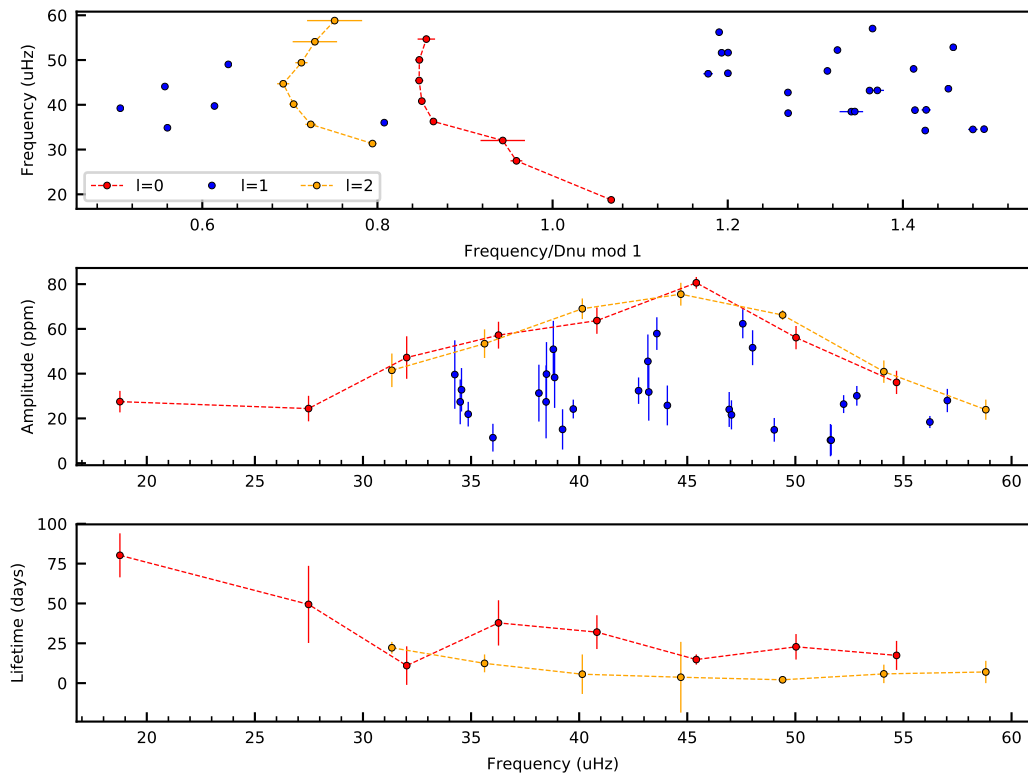 60
50
40
30
20
Frequency (uHz)
l=0 l=1 l=2
0.6 0.8 1.0 1.2 1.4
Frequency/Dnu mod 1
80
60
40
20
0
Amplitude (ppm)
20 25 30 35 40 45 50 55 60
100
75
50
25
0
Lifetime (days)
20 25 30 35 40 45 50 55 60
Frequency (uHz)